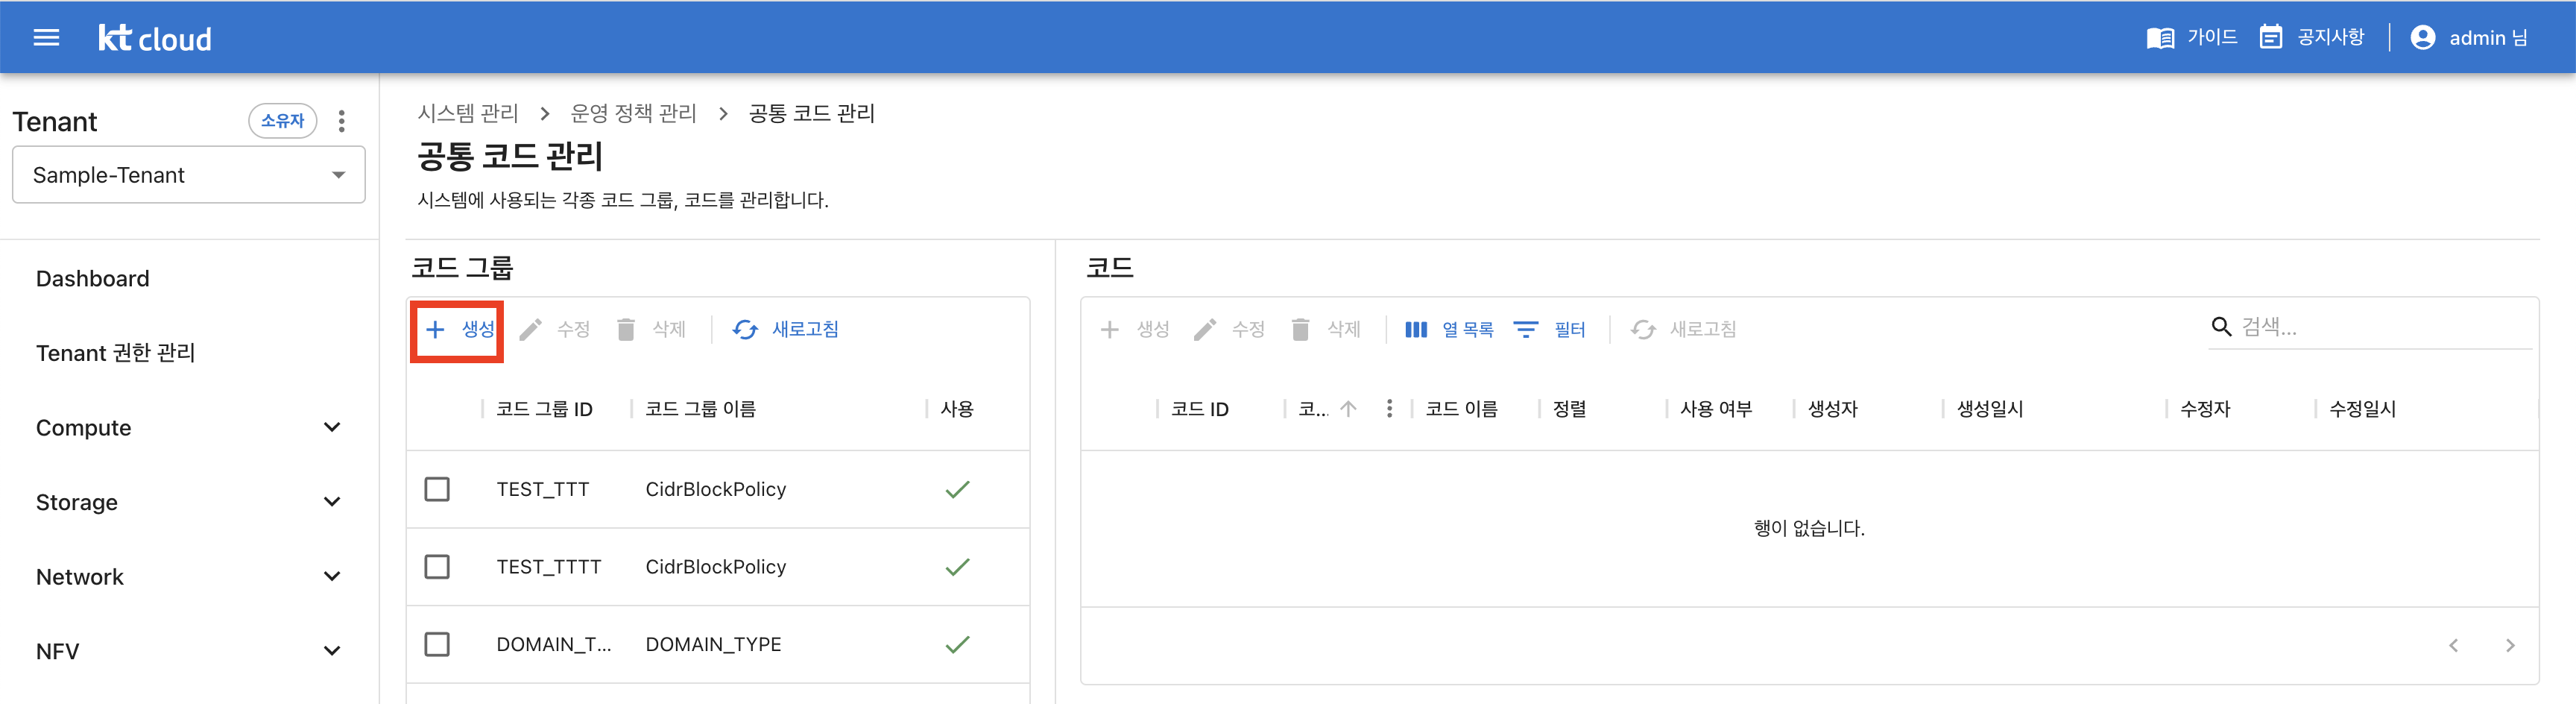 kt cloud 가이드 공지사항 admin 님
Tenant 소유자
Sample-Tenant
Dashboard
Tenant 권한 관리
Compute
Storage
Network
NFV
시스템 관리 > 운영 정책 관리 > 공통 코드 관리
공통 코드 관리
시스템에 사용되는 각종 코드 그룹, 코드를 관리합니다.
코드 그룹
+ 생성 수정 삭제 새로고침
코드 그룹 ID 코드 그룹 이름 사용
TEST_TTT CidrBlockPolicy
TEST_TTTT CidrBlockPolicy
DOMAIN_T... DOMAIN_TYPE
코드
+ 생성 수정 삭제 열 목록 필터 새로고침 검색...
코드 ID 코... 코드 이름 정렬 사용 여부 생성자 생성일시 수정자 수정일시
행이 없습니다.